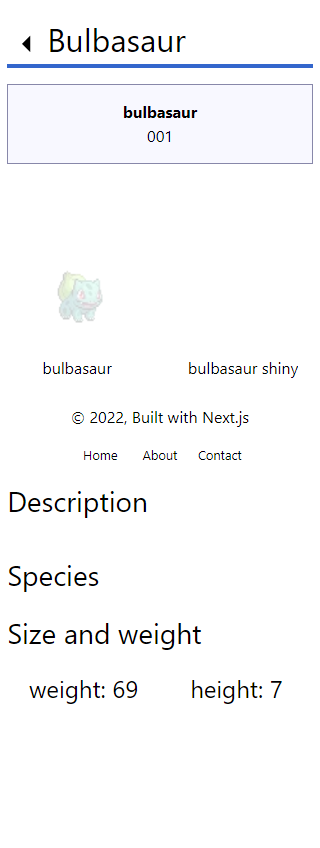 Bulbasaur
bulbasaur
001
bulbasaur bulbasaur shiny
© 2022, Built with Next.js
Home About Contact
Description
Species
Size and weight
weight: 69 height: 7